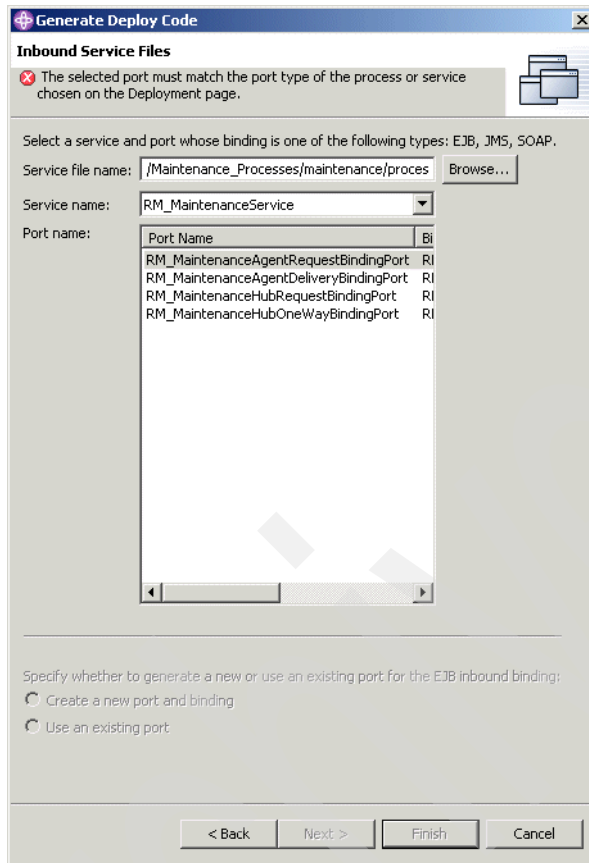 Generate Deploy Code
Inbound Service Files
The selected port must match the port type of the process or service
chosen on the Deployment page.
Select a service and port whose binding is one of the following types: EJB, JMS, SOAP.
Service file name: /Maintenance_Processes/maintenance/proces Browse...
Service name: RM_MaintenanceService
Port name:
Port Name Bi
RM_MaintenanceAgentRequestBindingPort RI
RM_MaintenanceAgentDeliveryBindingPort RI
RM_MaintenanceHubRequestBindingPort RI
RM_MaintenanceHubOneWayBindingPort RI
Specify whether to generate a new or use an existing port for the EJB inbound binding:
Create a new port and binding
Use an existing port
< Back Next > Finish Cancel